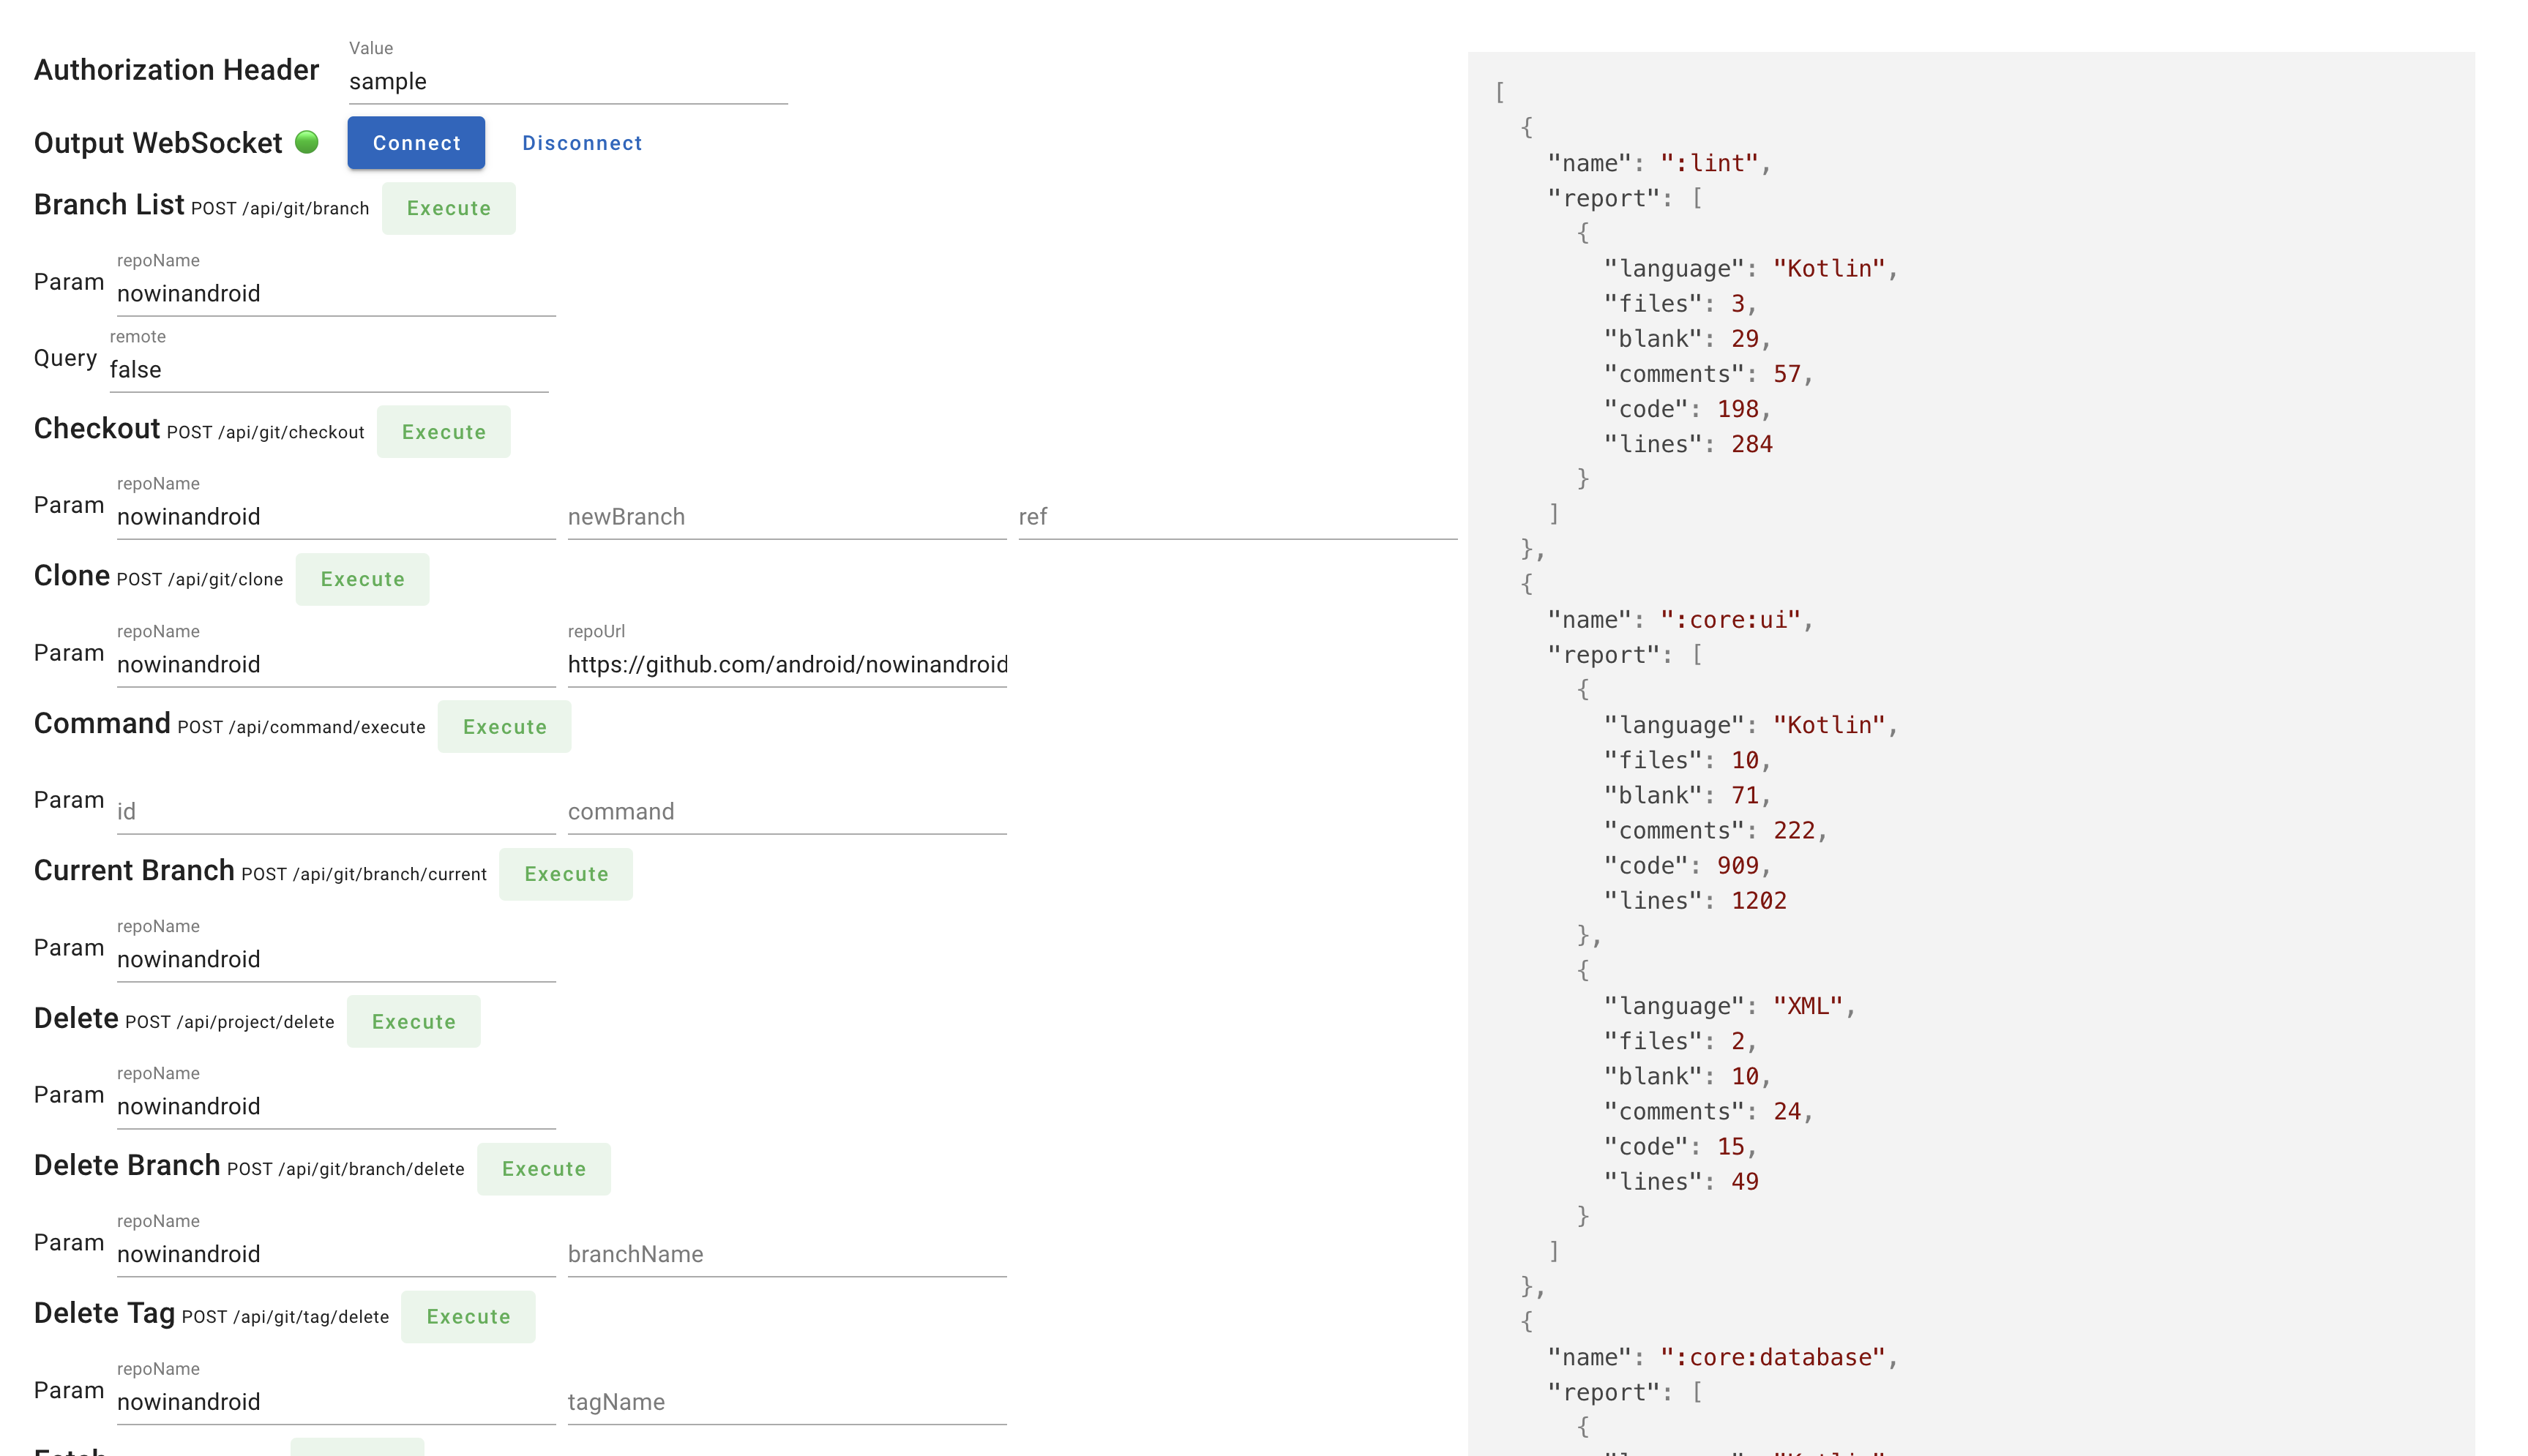 Authorization Header
Value
sample
Output WebSocket
Connect
Disconnect
Branch List POST /api/git/branch
Execute
Param
repoName
nowinandroid
Query
remote
false
Checkout POST /api/git/checkout
Execute
Param
repoName
nowinandroid
newBranch
ref
Clone POST /api/git/clone
Execute
Param
repoName
nowinandroid
repoUrl
https://github.com/android/nowinandroid
Command POST /api/command/execute
Execute
Param
id
command
Current Branch POST /api/git/branch/current
Execute
Param
repoName
nowinandroid
Delete POST /api/project/delete
Execute
Param
repoName
nowinandroid
Delete Branch POST /api/git/branch/delete
Execute
Param
repoName
nowinandroid
branchName
Delete Tag POST /api/git/tag/delete
Execute
Param
repoName
nowinandroid
tagName
[
{
"name": ":lint",
"report": [
{
"language": "Kotlin",
"files": 3,
"blank": 29,
"comments": 57,
"code": 198,
"lines": 284
}
]
},
{
"name": ":core:ui",
"report": [
{
"language": "Kotlin",
"files": 10,
"blank": 71,
"comments": 222,
"code": 909,
"lines": 1202
},
{
"language": "XML",
"files": 2,
"blank": 10,
"comments": 24,
"code": 15,
"lines": 49
}
]
},
{
"name": ":core:database",
"report": [
{